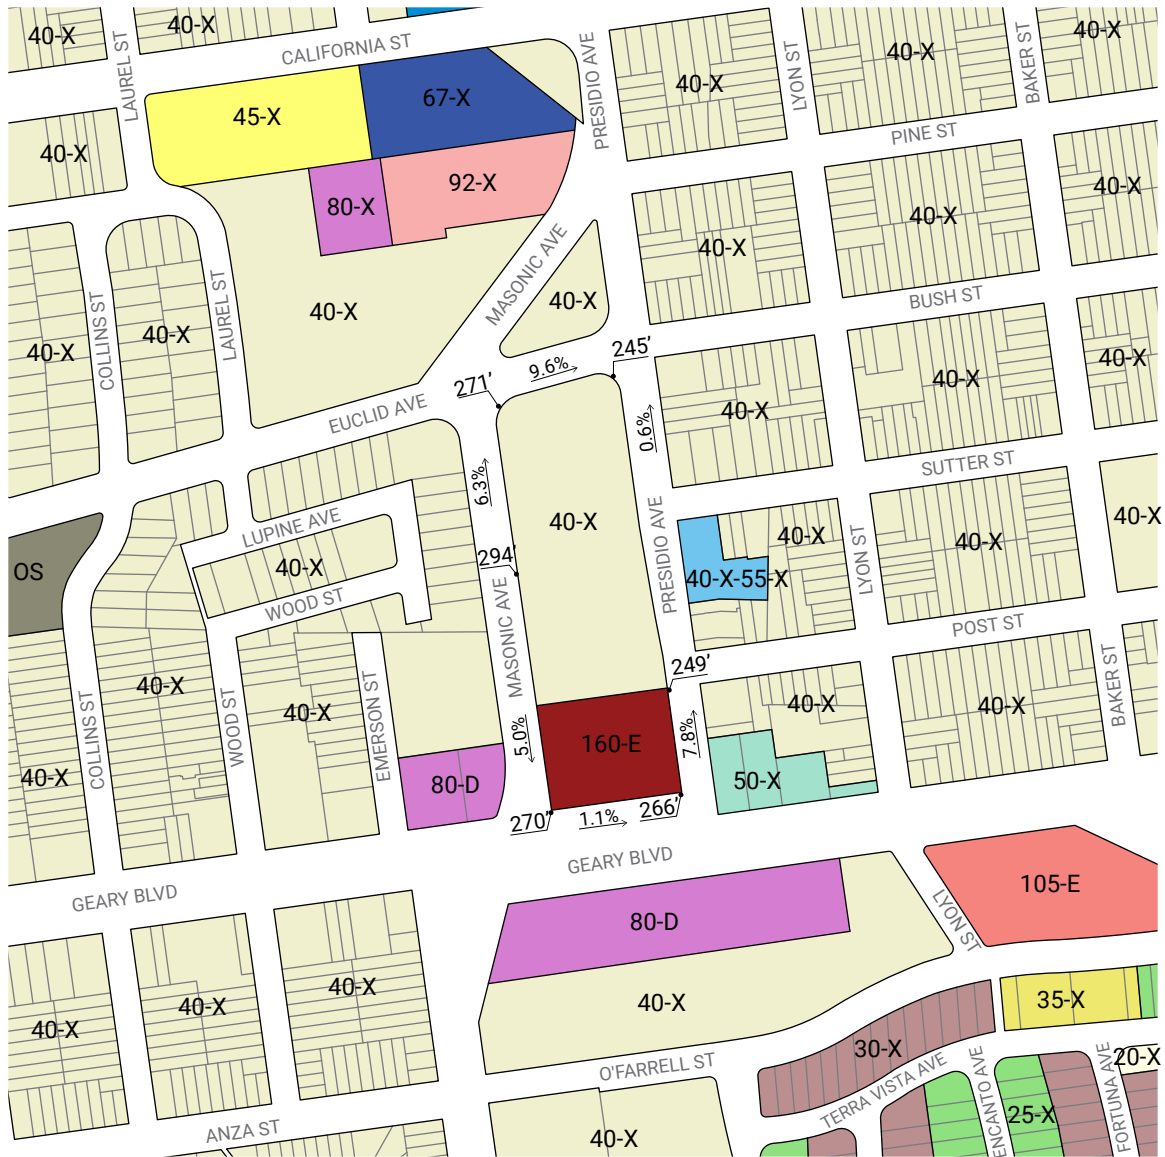 40-X
40-X
CALIFORNIA ST
LAUREL ST
PRESIDIO AVE
40-X
LYON ST
40-X
BAKER ST
40-X
45-X
67-X
PINE ST
40-X
80-X
92-X
40-X
40-X
40-X
MASONIC AVE
40-X
40-X
BUSH ST
COLLINS ST
LAUREL ST
40-X
40-X
40-X
245'
9.6%
271'
40-X
40-X
40-X
EUCLID AVE
0.6%
6.3%
SUTTER ST
40-X
40-X
LUPINE AVE
PRESIDIO AVE
40-X
40-X
LYON ST
294'
OS
40-X
40-X-55-X
WOOD ST
MASONIC AVE
POST ST
249'
40-X
COLLINS ST
WOOD ST
40-X
EMERSON ST
5.0%
7.8%
40-X
40-X
BAKER ST
160-E
40-X
80-D
50-X
270'
1.1%
266'
GEARY BLVD
GEARY BLVD
105-E
80-D
LYON ST
40-X
40-X
40-X
40-X
35-X
30-X
O'FARRELL ST
TERRA VISTA AVE
ENCANTO AVE
25-X
FORTUNA AVE
20-X
ANZA ST
40-X